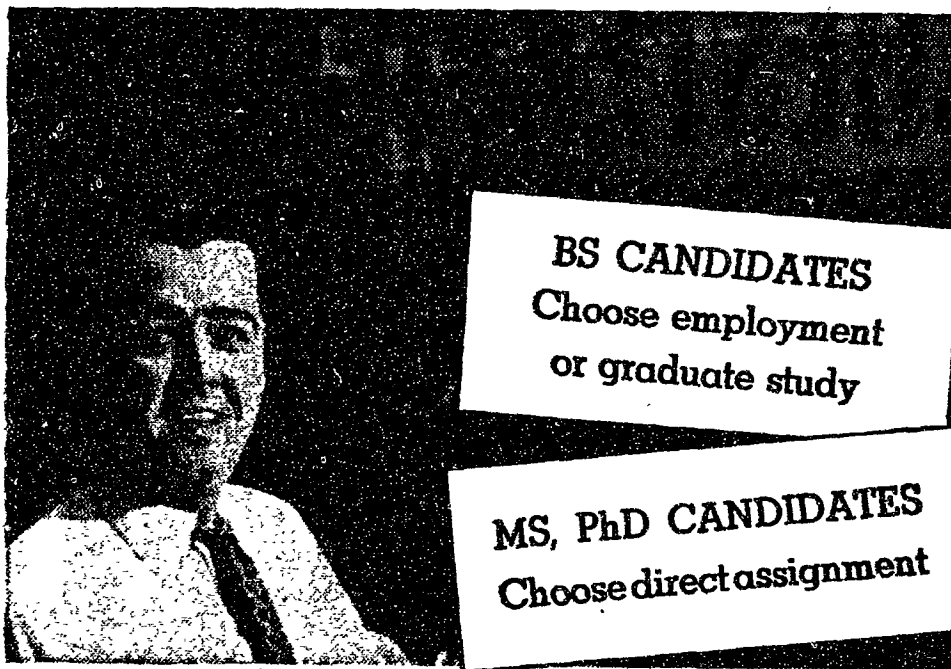 BS CANDIDATES
Choose employment
or graduate study
MS, PhD CANDIDATES
Choose direct assignment